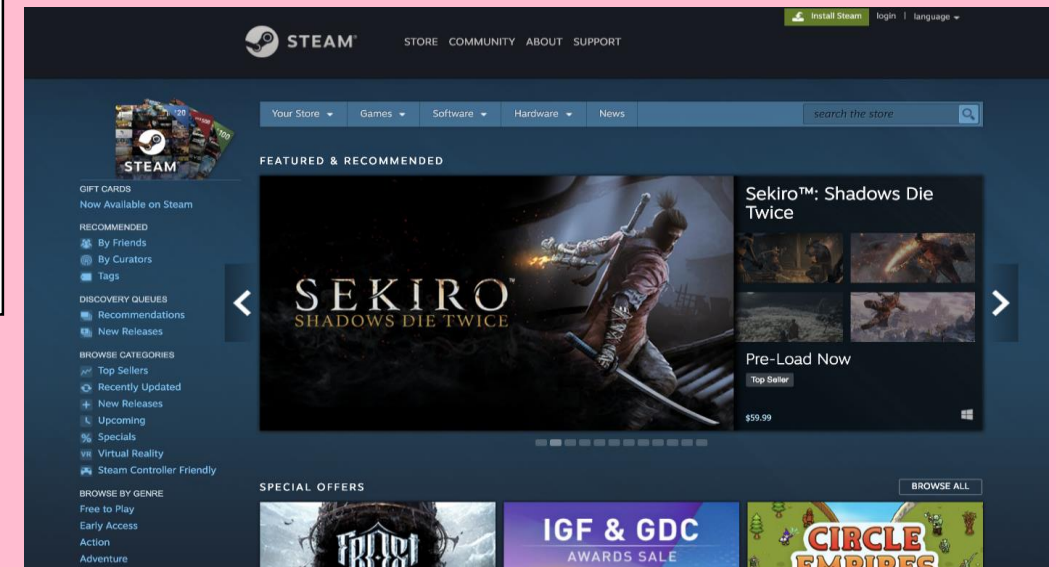 Install Steam login | language
STEAM®
STORE COMMUNITY ABOUT SUPPORT
Your Store Games Software Hardware News
search the store
STEAM
GIFT CARDS
Now Available on Steam
RECOMMENDED
By Friends
By Curators
Tags
DISCOVERY QUEUES
Recommendations
New Releases
BROWSE CATEGORIES
Top Sellers
Recently Updated
New Releases
Upcoming
Specials
VR Virtual Reality
Steam Controller Friendly
BROWSE BY GENRE
Free to Play
Early Access
Action
Adventure
FEATURED & RECOMMENDED
SEKIRO™
SHADOWS DIE TWICE
Sekiro™: Shadows Die
Twice
Pre-Load Now
Top Seller
$59.99
SPECIAL OFFERS
BROWSE ALL
FROST
IGF & GDC
AWARDS SALE
CIRCLE
EMPIRES